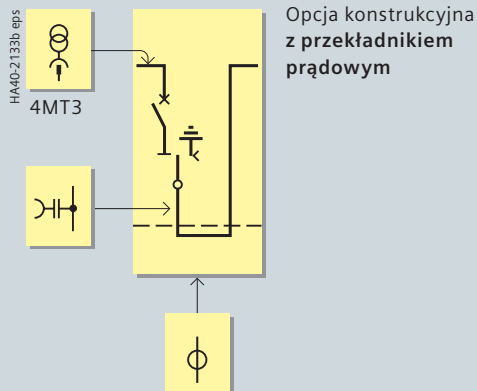 HA40-2133b eps
4MT3
Opcja konstrukcyjna
z przekładnikiem
prądowym